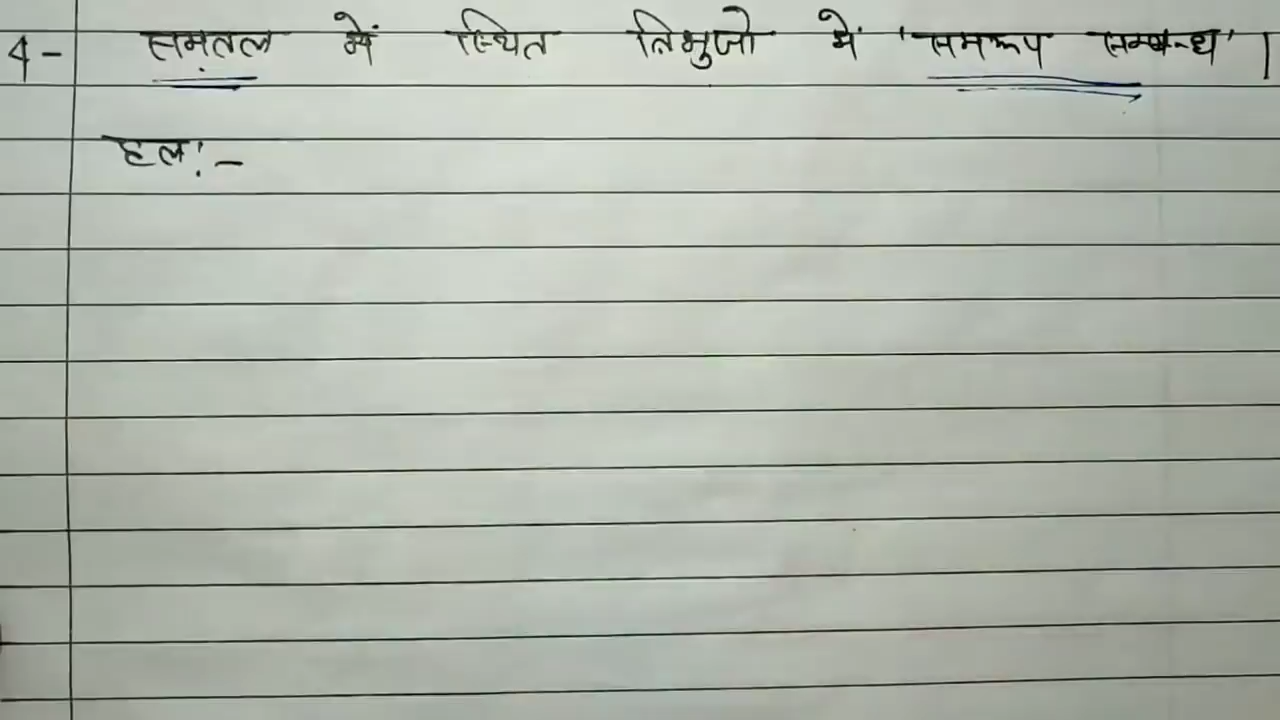 4- समतल में स्थित त्रिभुजो में 'समरूप सम्बन्ध' |
हल:-